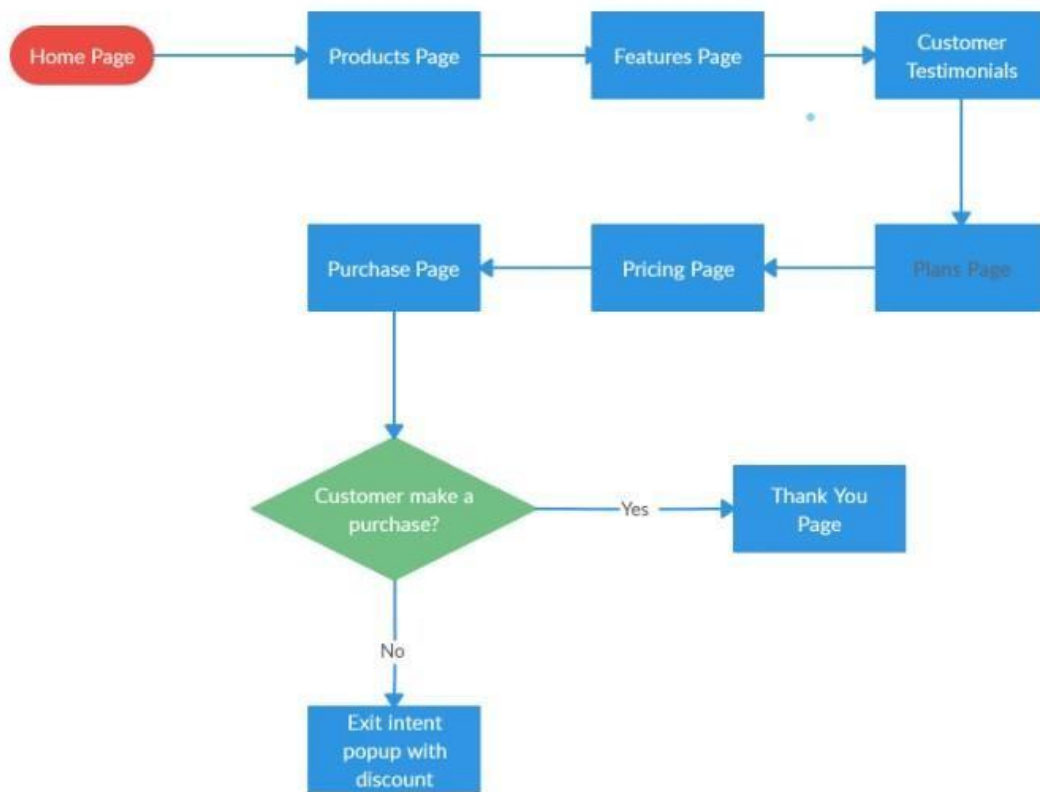 Home Page
Products Page
Features Page
Customer
Testimonials
Plans Page
Pricing Page
Purchase Page
Customer make a
purchase?
Yes
Thank You
Page
No
Exit intent
popup with
discount